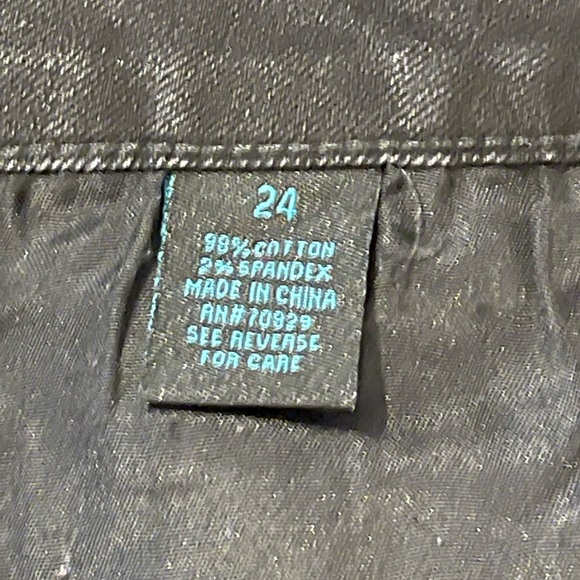 24
98% COTTON
2% SPANDEX
MADE IN CHINA
RN#70929
SEE REVERSE
FOR CARE